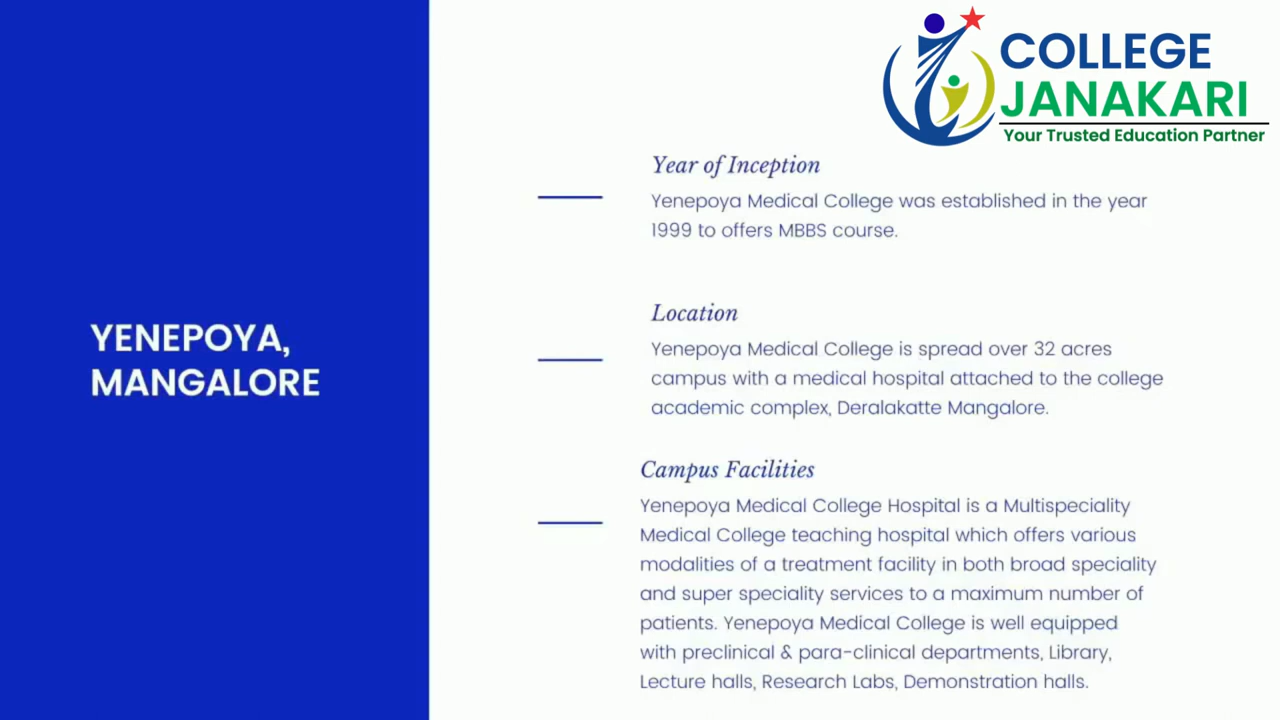 COLLEGE
JANAKARI
Your Trusted Education Partner
YENEPOYA,
MANGALORE
Year of Inception
Yenepoya Medical College was established in the year
1999 to offers MBBS course.
Location
Yenepoya Medical College is spread over 32 acres
campus with a medical hospital attached to the college
academic complex, Deralakatte Mangalore.
Campus Facilities
Yenepoya Medical College Hospital is a Multispeciality
Medical College teaching hospital which offers various
modalities of a treatment facility in both broad speciality
and super speciality services to a maximum number of
patients. Yenepoya Medical College is well equipped
with preclinical & para-clinical departments, Library,
Lecture halls, Research Labs, Demonstration halls.